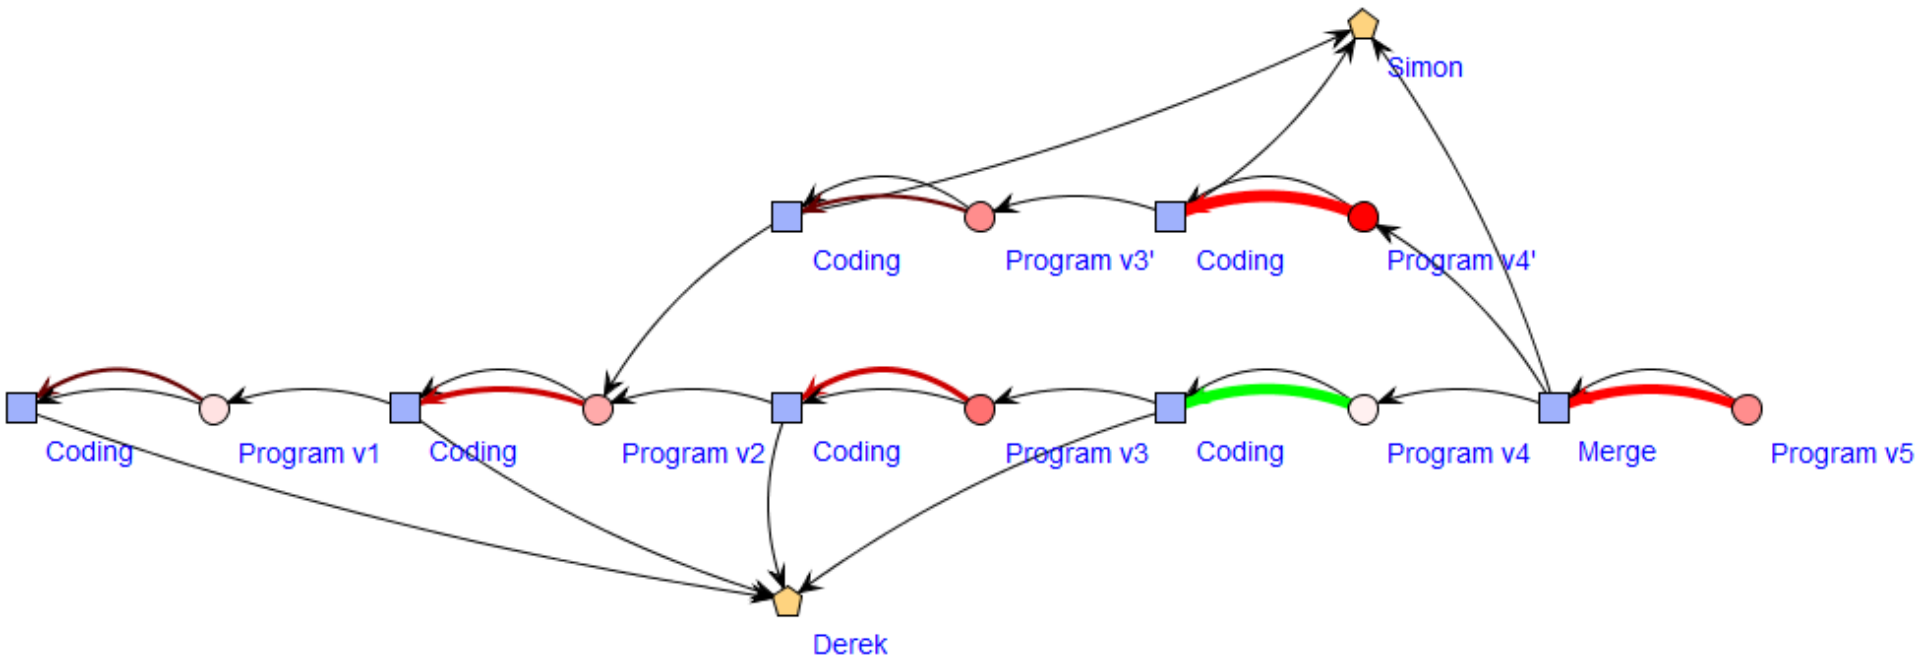 Simon
Coding
Program v3'
Coding
Program v4'
Coding
Program v1
Coding
Program v2
Coding
Program v3
Coding
Program v4
Merge
Program v5
Derek